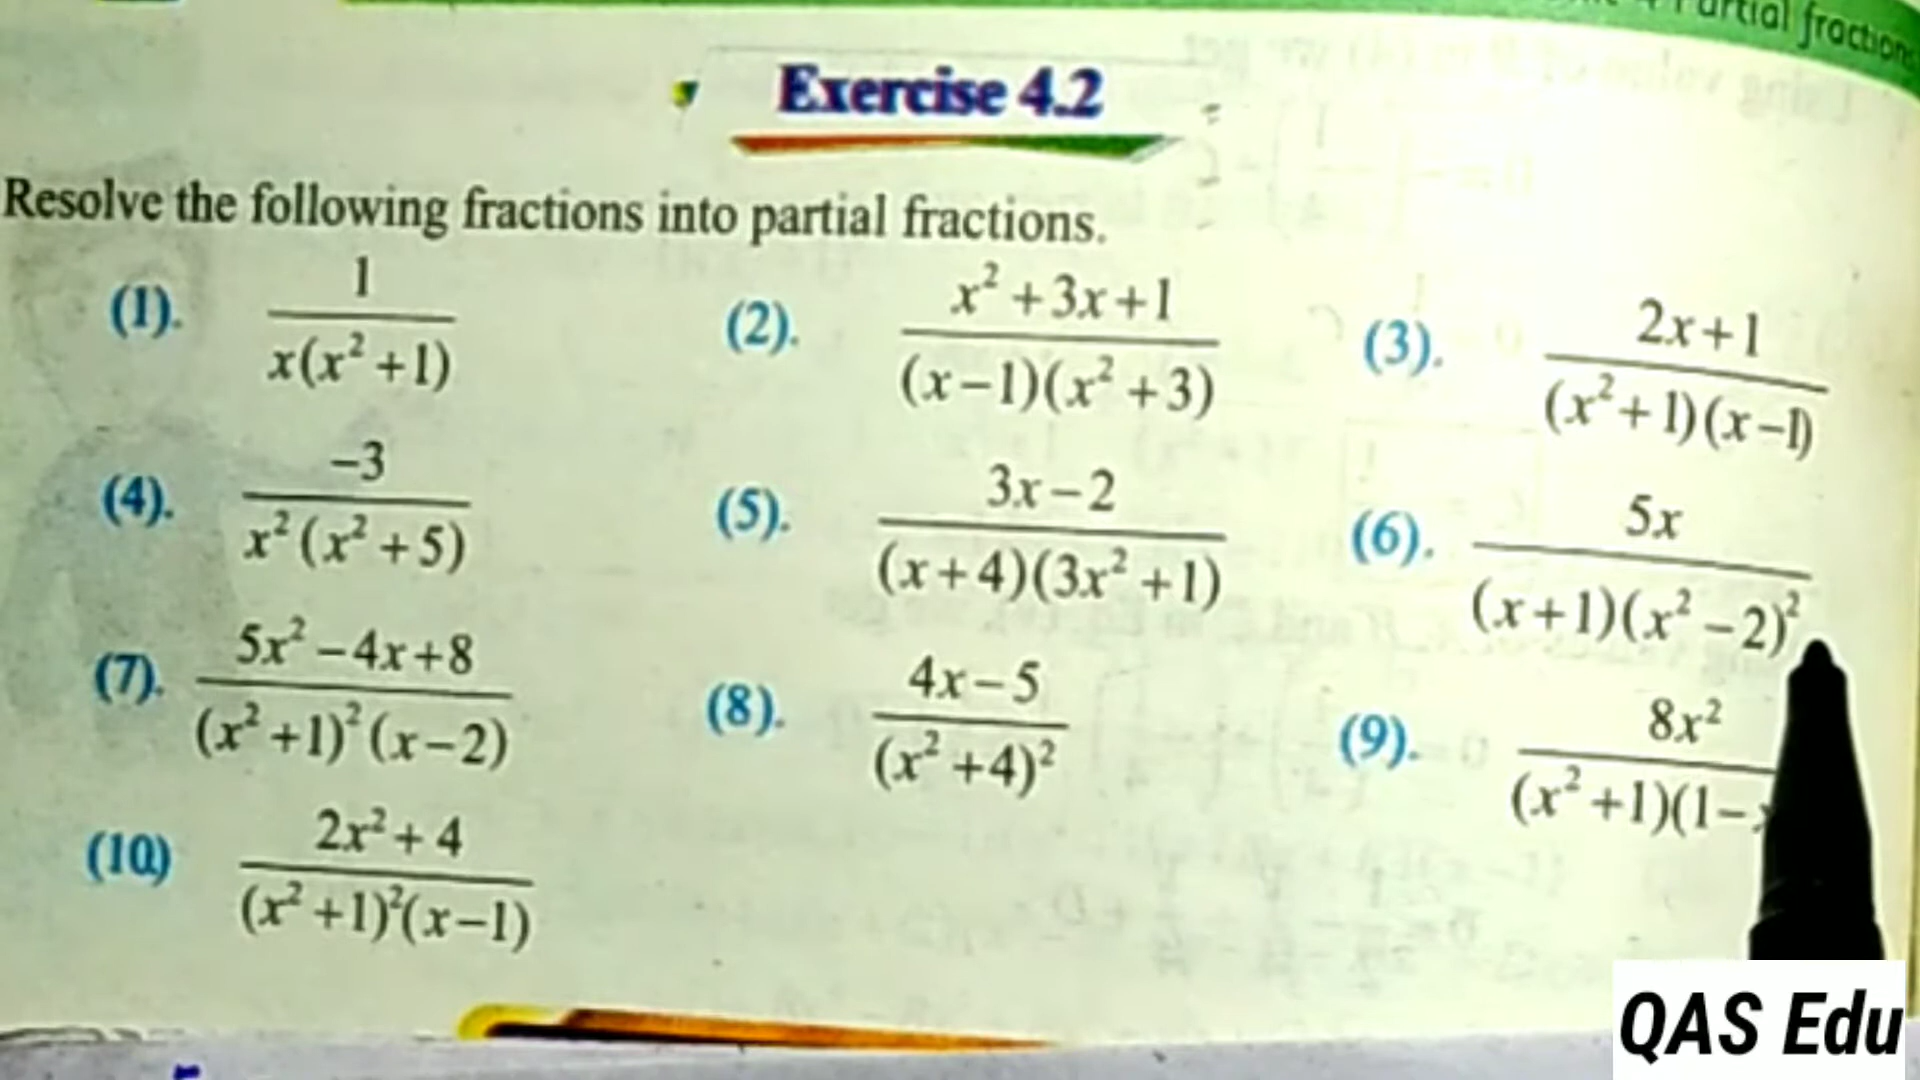 Partial fractions
Exercise 4.2
Resolve the following fractions into partial fractions.
(1). 1/(x(x²+1)) (2). (x²+3x+1)/((x−1)(x²+3)) (3). (2x+1)/((x²+1)(x−1))
(4). −3/(x²(x²+5)) (5). (3x−2)/((x+4)(3x²+1)) (6). 5x/((x+1)(x²−2)²)
(7). (5x²−4x+8)/((x²+1)²(x−2)) (8). (4x−5)/(x²+4)² (9). 8x²/((x²+1)(1−
(10) (2x²+4)/((x²+1)²(x−1))
QAS Edu